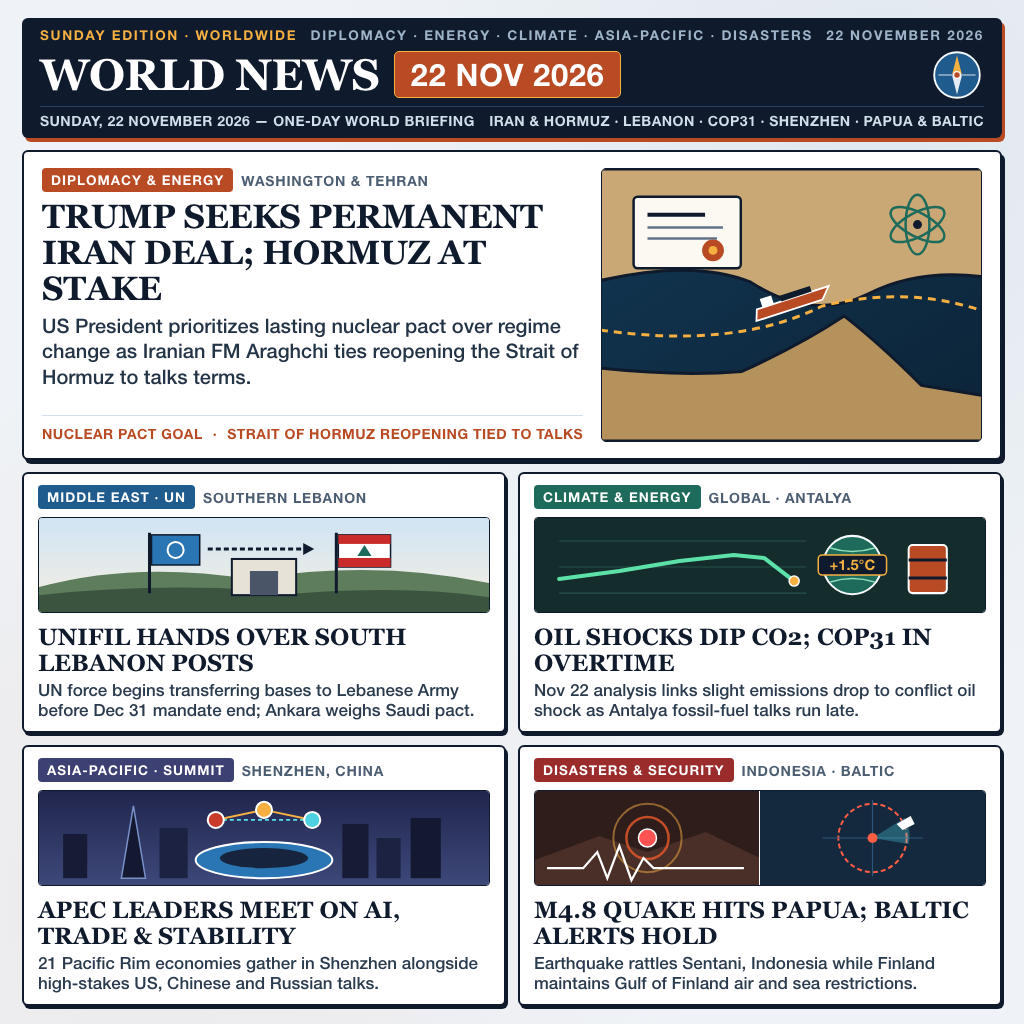 SUNDAY EDITION · WORLDWIDE DIPLOMACY · ENERGY · CLIMATE · ASIA-PACIFIC · DISASTERS 22 NOVEMBER 2026
WORLD NEWS 22 NOV 2026
SUNDAY, 22 NOVEMBER 2026 — ONE-DAY WORLD BRIEFING IRAN & HORMUZ · LEBANON · COP31 · SHENZHEN · PAPUA & BALTIC
DIPLOMACY & ENERGY WASHINGTON & TEHRAN
TRUMP SEEKS PERMANENT
IRAN DEAL; HORMUZ AT
STAKE
US President prioritizes lasting nuclear pact over regime
change as Iranian FM Araghchi ties reopening the Strait of
Hormuz to talks terms.
NUCLEAR PACT GOAL · STRAIT OF HORMUZ REOPENING TIED TO TALKS
MIDDLE EAST · UN SOUTHERN LEBANON
UNIFIL HANDS OVER SOUTH
LEBANON POSTS
UN force begins transferring bases to Lebanese Army
before Dec 31 mandate end; Ankara weighs Saudi pact.
CLIMATE & ENERGY GLOBAL · ANTALYA
+1.5°C
OIL SHOCKS DIP CO2; COP31 IN
OVERTIME
Nov 22 analysis links slight emissions drop to conflict oil
shock as Antalya fossil-fuel talks run late.
ASIA-PACIFIC · SUMMIT SHENZHEN, CHINA
APEC LEADERS MEET ON AI,
TRADE & STABILITY
21 Pacific Rim economies gather in Shenzhen alongside
high-stakes US, Chinese and Russian talks.
DISASTERS & SECURITY INDONESIA · BALTIC
M4.8 QUAKE HITS PAPUA; BALTIC
ALERTS HOLD
Earthquake rattles Sentani, Indonesia while Finland
maintains Gulf of Finland air and sea restrictions.